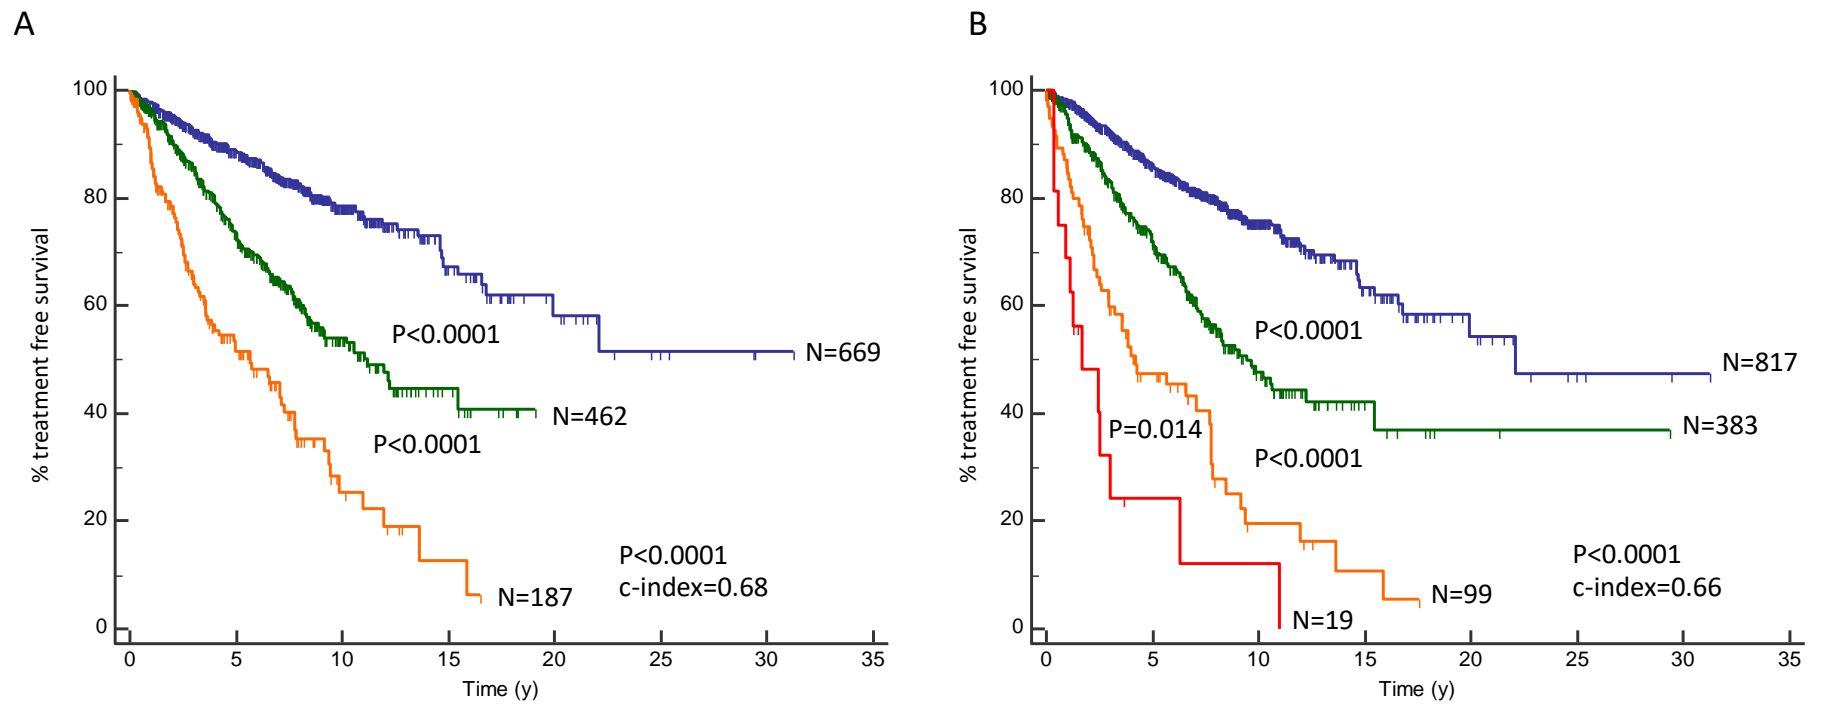 A
B
100
80
60
40
20
0
% treatment free survival
P<0.0001
N=669
N=462
P<0.0001
P<0.0001
c-index=0.68
N=187
0 5 10 15 20 25 30 35
Time (y)
100
80
60
40
20
0
% treatment free survival
P<0.0001
N=817
N=383
P=0.014
P<0.0001
P<0.0001
c-index=0.66
N=99
N=19
0 5 10 15 20 25 30 35
Time (y)